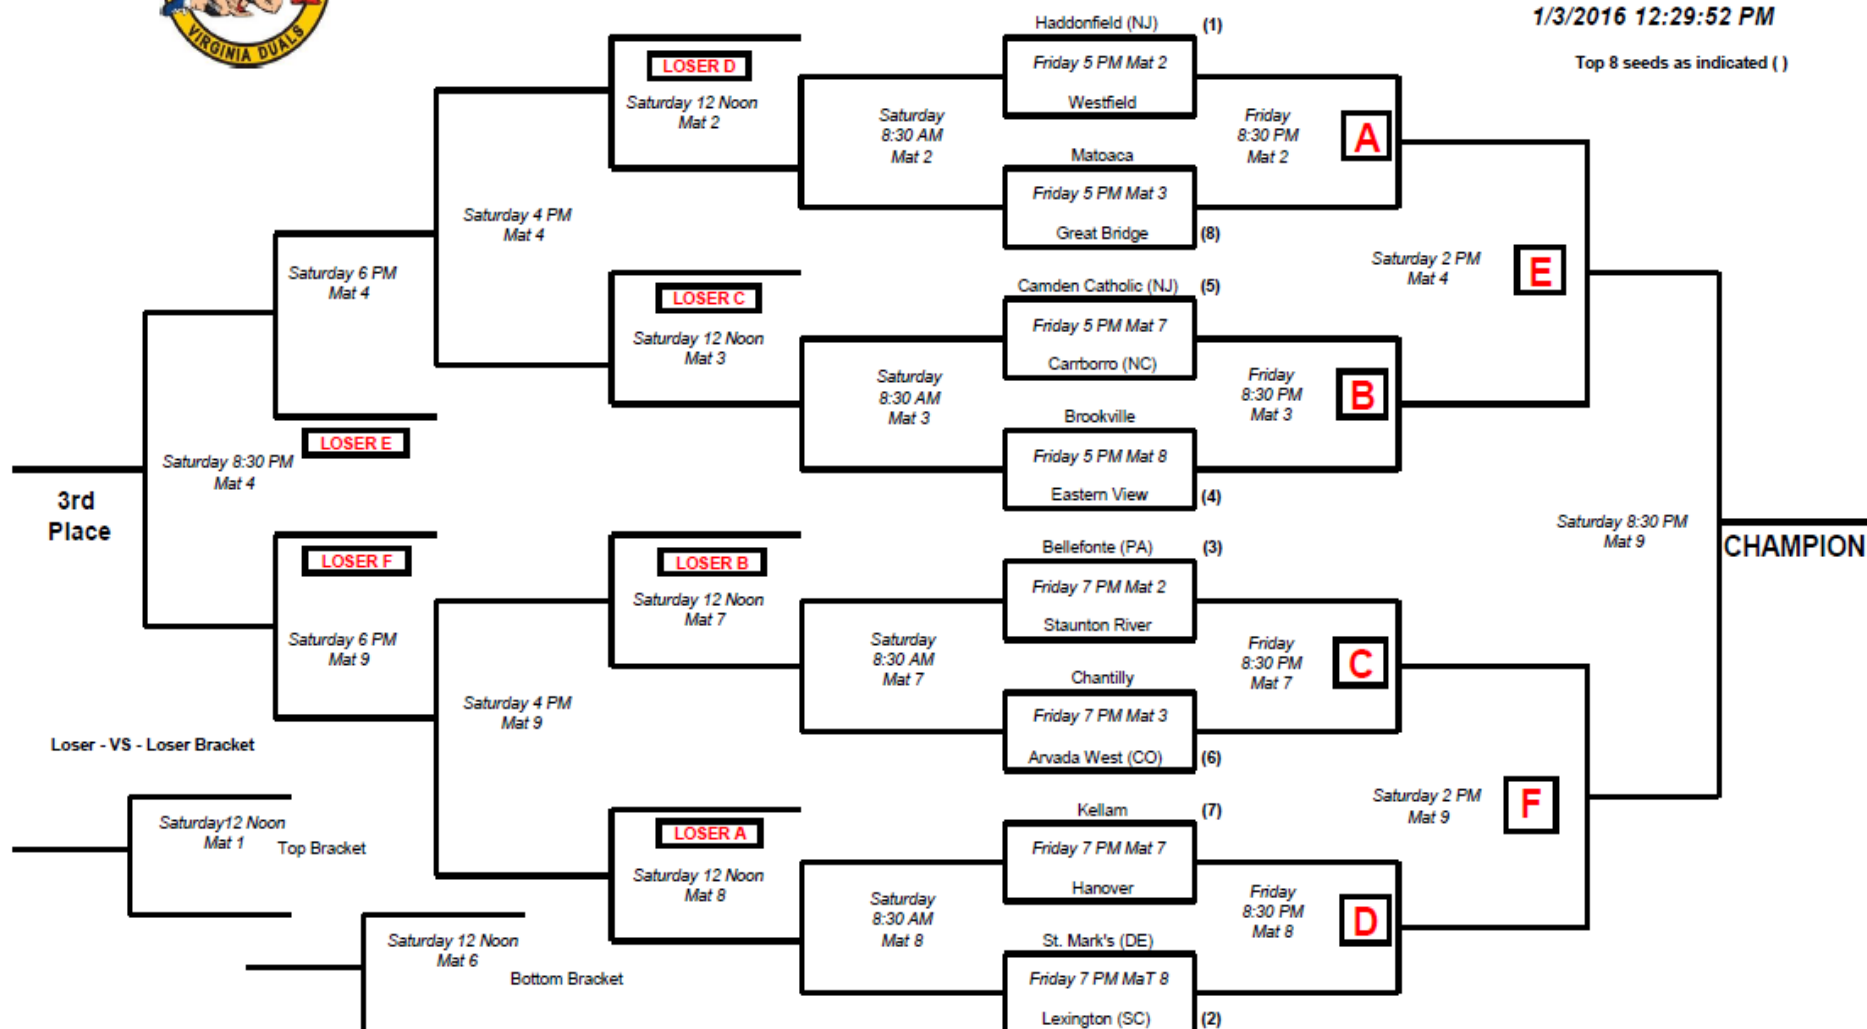 VIRGINIA DUALS
1/3/2016 12:29:52 PM
Top 8 seeds as indicated ( )
LOSER D
Saturday 12 Noon
Mat 2
Saturday
8:30 AM
Mat 2
Haddonfield (NJ) (1)
Friday 5 PM Mat 2
Westfield
Matoaca
Friday 5 PM Mat 3
Great Bridge (8)
Friday
8:30 PM
Mat 2
A
Saturday 4 PM
Mat 4
Saturday 6 PM
Mat 4
LOSER C
Saturday 12 Noon
Mat 3
Saturday
8:30 AM
Mat 3
Camden Catholic (NJ) (5)
Friday 5 PM Mat 7
Carrborro (NC)
Brookville
Friday 5 PM Mat 8
Eastern View (4)
Friday
8:30 PM
Mat 3
B
Saturday 2 PM
Mat 4
E
LOSER E
Saturday 8:30 PM
Mat 4
3rd
Place
LOSER F
Saturday 6 PM
Mat 9
LOSER B
Saturday 12 Noon
Mat 7
Saturday
8:30 AM
Mat 7
Bellefonte (PA) (3)
Friday 7 PM Mat 2
Staunton River
Chantilly
Friday 7 PM Mat 3
Arvada West (CO) (6)
Friday
8:30 PM
Mat 7
C
Saturday 8:30 PM
Mat 9
CHAMPION
Saturday 4 PM
Mat 9
Loser - VS - Loser Bracket
Saturday12 Noon
Mat 1
Top Bracket
LOSER A
Saturday 12 Noon
Mat 8
Saturday
8:30 AM
Mat 8
Kellam (7)
Friday 7 PM Mat 7
Hanover
St. Mark's (DE)
Friday 7 PM MaT 8
Lexington (SC) (2)
Friday
8:30 PM
Mat 8
D
Saturday 2 PM
Mat 9
F
Saturday 12 Noon
Mat 6
Bottom Bracket